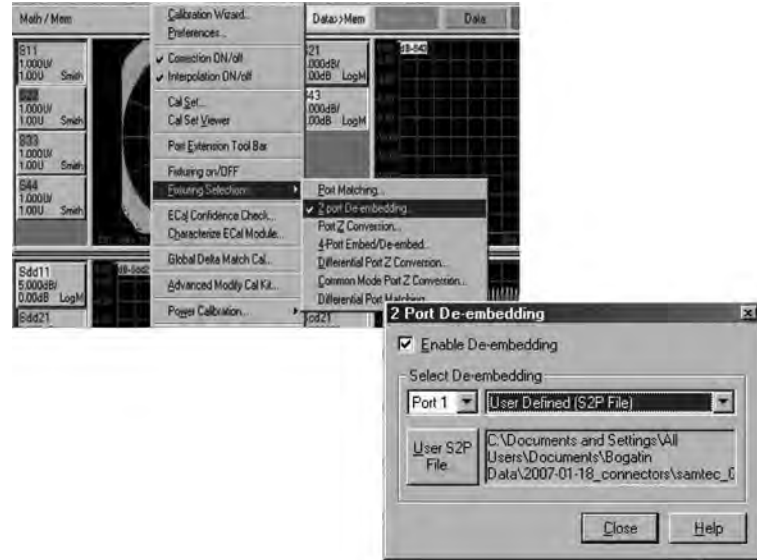 Math / Mem
Calibration Wizard...
Data>>Mem
Data
Preferences...
S11
1.000U/
1.00U Smith
Correction ON/off
Interpolation ON/off
S21
.000dB/
.00dB LogM
dB-S43
S22
1.000U/
1.00U Smith
Cal Set...
Cal Set Viewer
S43
.000dB/
.00dB LogM
S33
1.000U/
1.00U Smith
Port Extension Tool Bar
Fixturing on/OFF
Fixturing Selection
S44
1.000U/
1.00U Smith
Port Matching...
2 port De-embedding...
Port Z Conversion...
4-Port Embed/De-embed...
Differential Port Z Conversion...
Common Mode Port Z Conversion...
Differential Port Matching
ECal Confidence Check...
Characterize ECal Module...
Global Delta Match Cal...
Advanced Modify Cal Kit...
Power Calibration...
Sdd11
5.000dB/
0.00dB LogM
Sdd21
2 Port De-embedding
Enable De-embedding
Select De-embedding
Port 1
User Defined (S2P File)
User S2P
File
C:\Documents and Settings\All
Users\Documents\Bogatin
Data\2007-01-18_connectors\samtec_
Close
Help